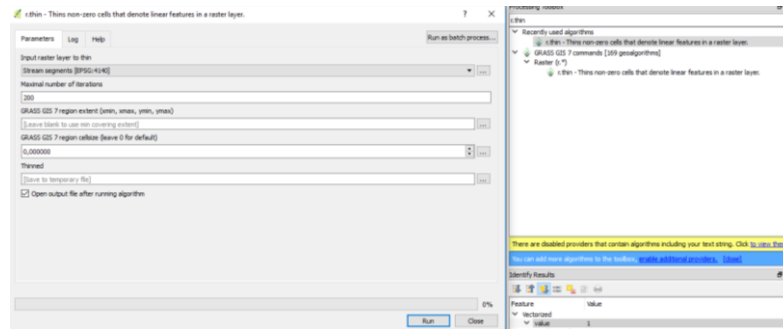 r.thin - Thins non-zero cells that denote linear features in a raster layer.
Parameters
Log
Help
Run as batch process...
Input raster layer to thin
Stream segments [EPSG:4140]
...
Maximal number of iterations
200
GRASS GIS 7 region extent (xmin, xmax, ymin, ymax)
[Leave blank to use min covering extent]
...
GRASS GIS 7 region cellsize (leave 0 for default)
0,000000
...
Thinned
[Save to temporary file]
...
Open output file after running algorithm
0%
Run
Close
Processing Toolbox
r.thin
Recently used algorithms
r.thin - Thins non-zero cells that denote linear features in a raster layer.
GRASS GIS 7 commands [169 geoalgorithms]
Raster (r.*)
r.thin - Thins non-zero cells that denote linear features in a raster layer.
There are disabled providers that contain algorithms including your text string. Click to view them
You can add more algorithms to the toolbox, enable additional providers. [close]
Identify Results
Feature
Value
Vectorized
value
1